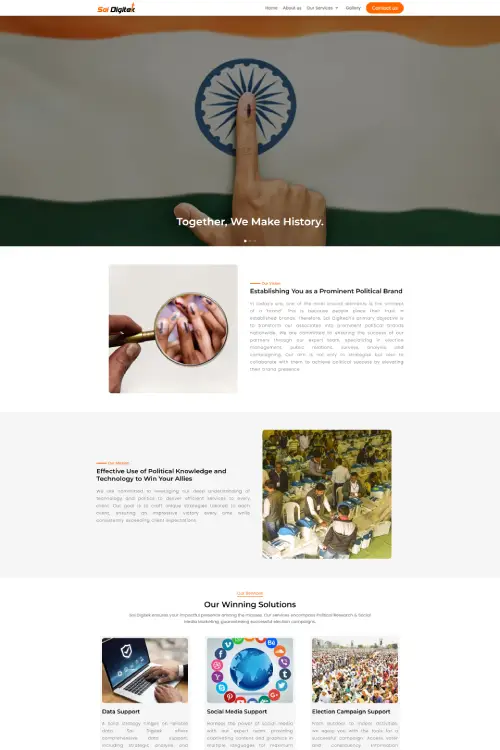 Sai Digitek
Home About us Our Services Gallery Contact us
Together, We Make History.
Our Vision
Establishing You as a Prominent Political Brand
In today's era, one of the most crucial elements is the concept
of a 'brand'. This is because people place their trust in
established brands. Therefore, Sai Digitek's primary objective is
to transform our associates into prominent political brands
nationwide. We are committed to ensuring the success of our
partners through our expert team, specializing in election
management, public relations, surveys, analysis, and
campaigning. Our aim is not only to strategize but also to
collaborate with them to achieve political success by elevating
their brand presence.
Our Mission
Effective Use of Political Knowledge and
Technology to Win Your Allies
We are committed to leveraging our deep understanding of
technology and politics to deliver efficient services in every
event. Our goal is to craft unique strategies tailored to each
client, ensuring an impressive victory every time while
consistently exceeding client expectations.
Our Services
Our Winning Solutions
Sai Digitek ensures your impactful presence among the masses. Our services encompass Political Research & Social
Media Marketing, guaranteeing successful election campaigns.
Data Support
A solid strategy hinges on reliable
data. Sai Digitek offers
comprehensive data support,
including strategic analysis and
Social Media Support
Harness the power of social media
with our expert team, providing
captivating content and graphics in
multiple languages for maximum
Election Campaign Support
From outdoor to indoor activities,
we equip you with the tools for a
successful campaign. Access voter
and constituency information